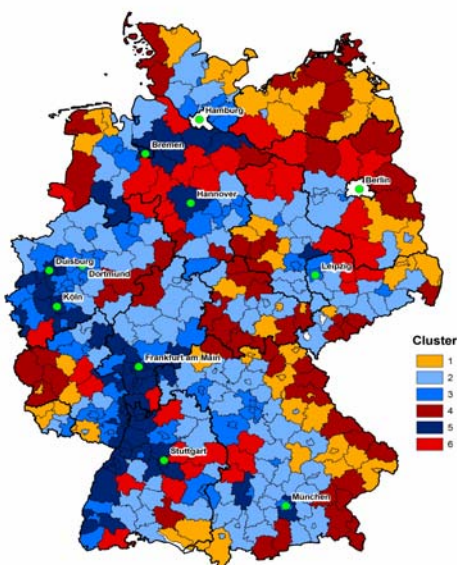 Hamburg
Bremen
Berlin
Hannover
Duisburg
Dortmund
Leipzig
Köln
Frankfurt am Main
Stuttgart
München
Cluster
1
2
3
4
5
6